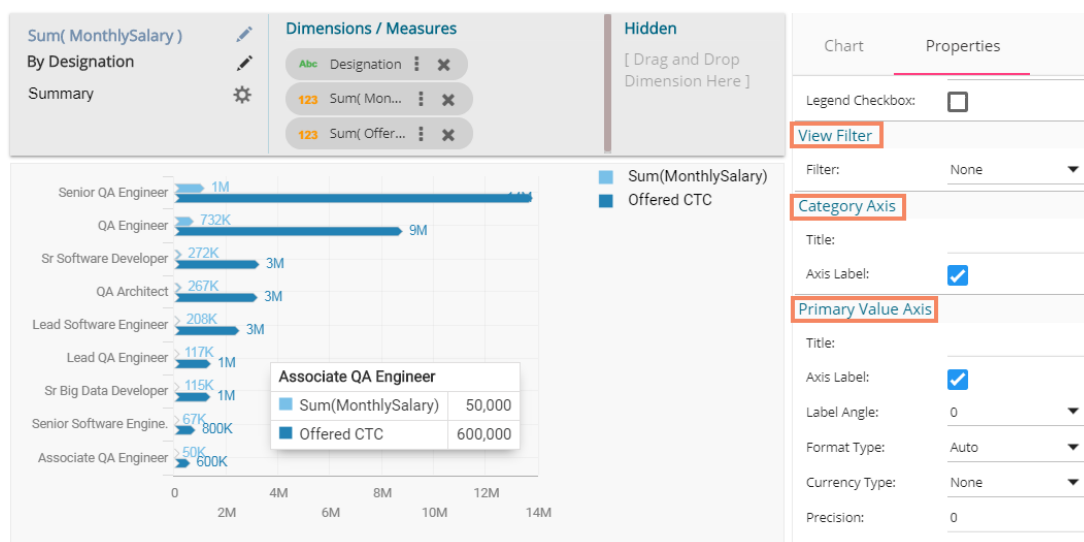 Sum( MonthlySalary )
By Designation
Summary
Dimensions / Measures
Abc Designation
123 Sum( Mon...
123 Sum( Offer...
Hidden
[ Drag and Drop
Dimension Here ]
Chart Properties
Legend Checkbox:
View Filter
Filter: None
Category Axis
Title:
Axis Label:
Primary Value Axis
Title:
Axis Label:
Label Angle: 0
Format Type: Auto
Currency Type: None
Precision: 0
Sum(MonthlySalary)
Offered CTC
Senior QA Engineer 1M
QA Engineer 732K 9M
Sr Software Developer 272K 3M
QA Architect 267K 3M
Lead Software Engineer 208K 3M
Lead QA Engineer 117K 1M
Sr Big Data Developer 115K 1M
Senior Software Engine. 67K 800K
Associate QA Engineer 50K 600K
Associate QA Engineer
Sum(MonthlySalary) 50,000
Offered CTC 600,000
0 4M 8M 12M
2M 6M 10M 14M